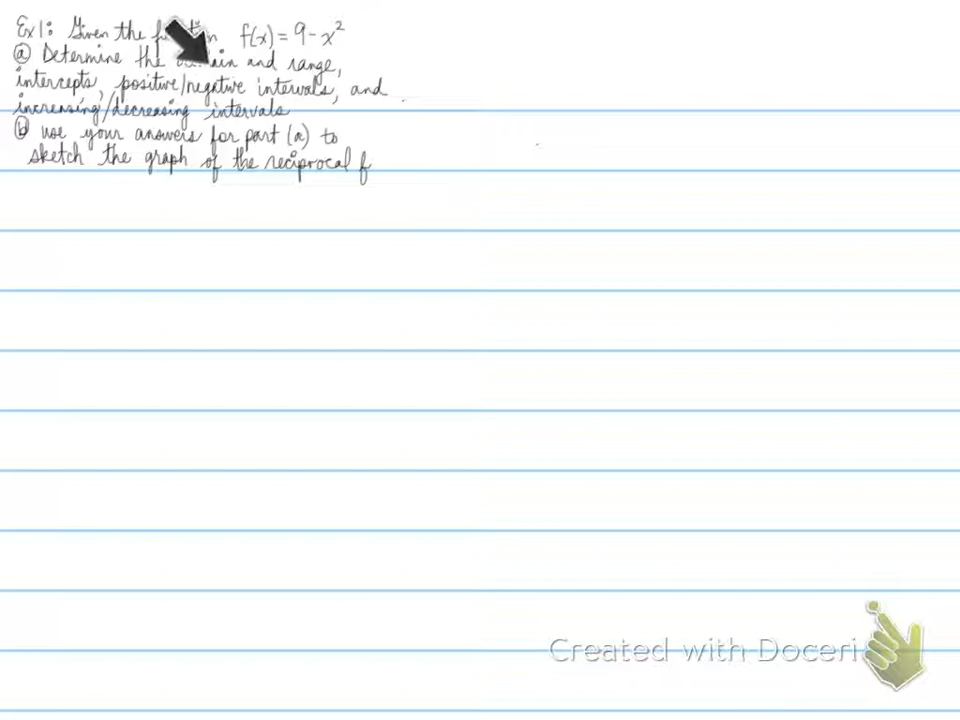 Ex1: Given the f n f(x) = 9 - x²
ⓐ Determine the and range,
intercepts, positive/negative intervals, and
increasing/decreasing intervals
ⓑ use your answers for part (a) to
sketch the graph of the reciprocal f
Created with Doceri